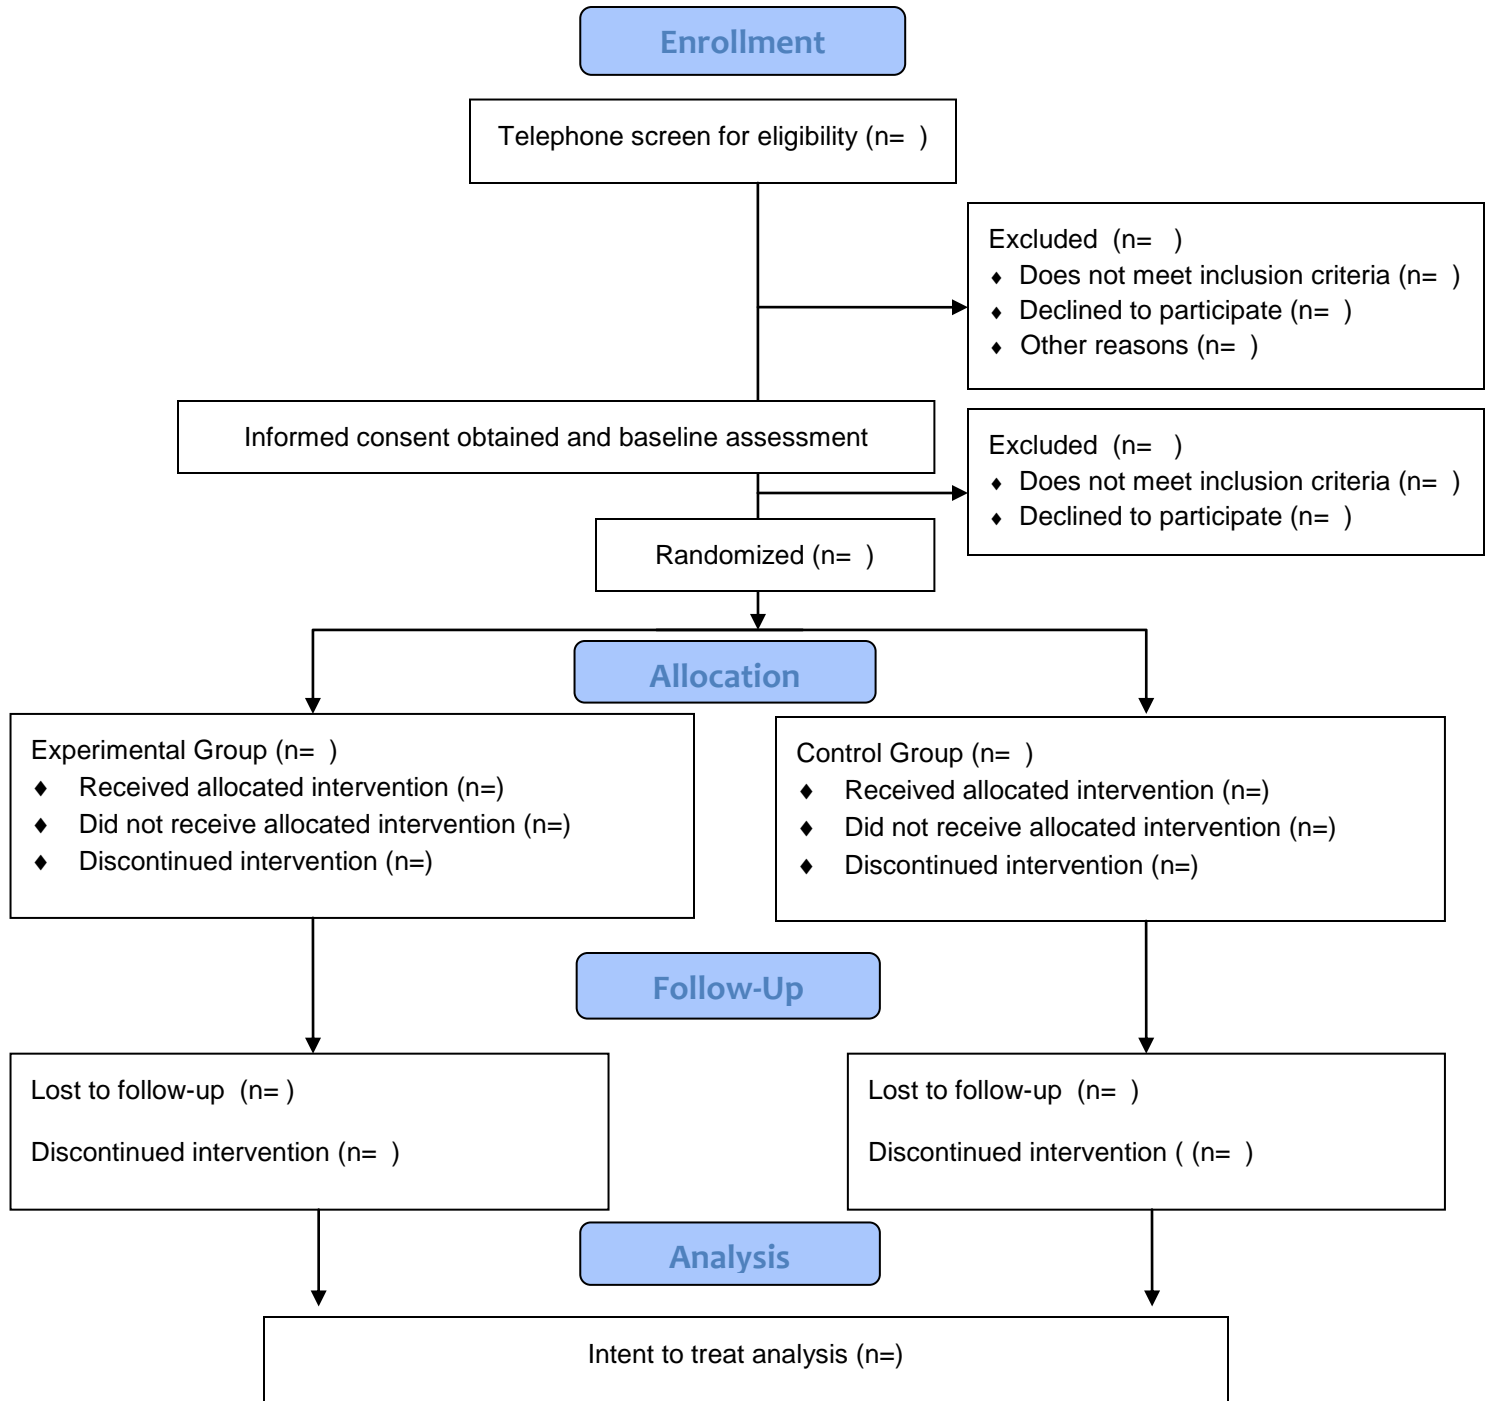 Enrollment
Telephone screen for eligibility (n=  )
Excluded  (n=   )
♦ Does not meet inclusion criteria (n=  )
♦ Declined to participate (n=  )
♦ Other reasons (n=  )
Informed consent obtained and baseline assessment
Excluded  (n=   )
♦ Does not meet inclusion criteria (n=  )
♦ Declined to participate (n=  )
Randomized (n=  )
Allocation
Experimental Group (n=  )
♦ Received allocated intervention (n=)
♦ Did not receive allocated intervention (n=)
♦ Discontinued intervention (n=)
Control Group (n=  )
♦ Received allocated intervention (n=)
♦ Did not receive allocated intervention (n=)
♦ Discontinued intervention (n=)
Follow-Up
Lost to follow-up  (n= )
Discontinued intervention (n=  )
Lost to follow-up  (n=  )
Discontinued intervention ( (n=  )
Analysis
Intent to treat analysis (n=)